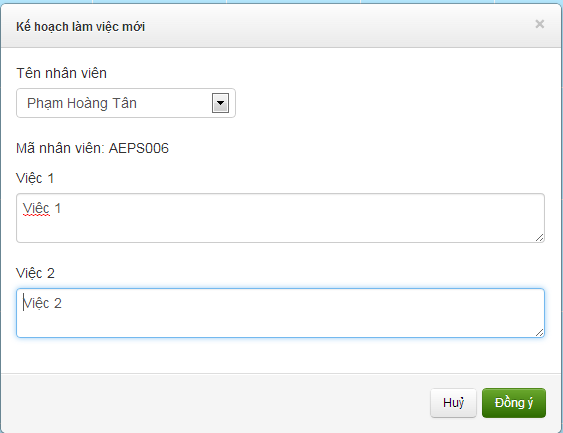 Kế hoạch làm việc mới
×
Tên nhân viên
Phạm Hoàng Tân
Mã nhân viên: AEPS006
Việc 1
Việc 1
Việc 2
Việc 2
Huỷ Đồng ý